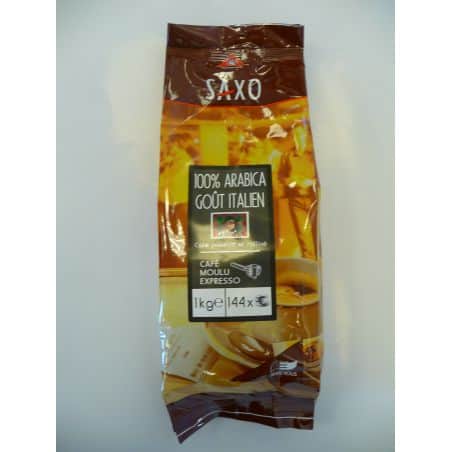 SAXO
100% ARABICA
GOÛT ITALIEN
CAFÉ
MOULU
EXPRESSO
1kg℮ 144x